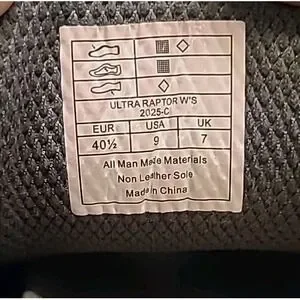 ULTRA RAPTOR W'S
2025-C
EUR USA UK
40½ 9 7
All Man Made Materials
Non Leather Sole
Made in China